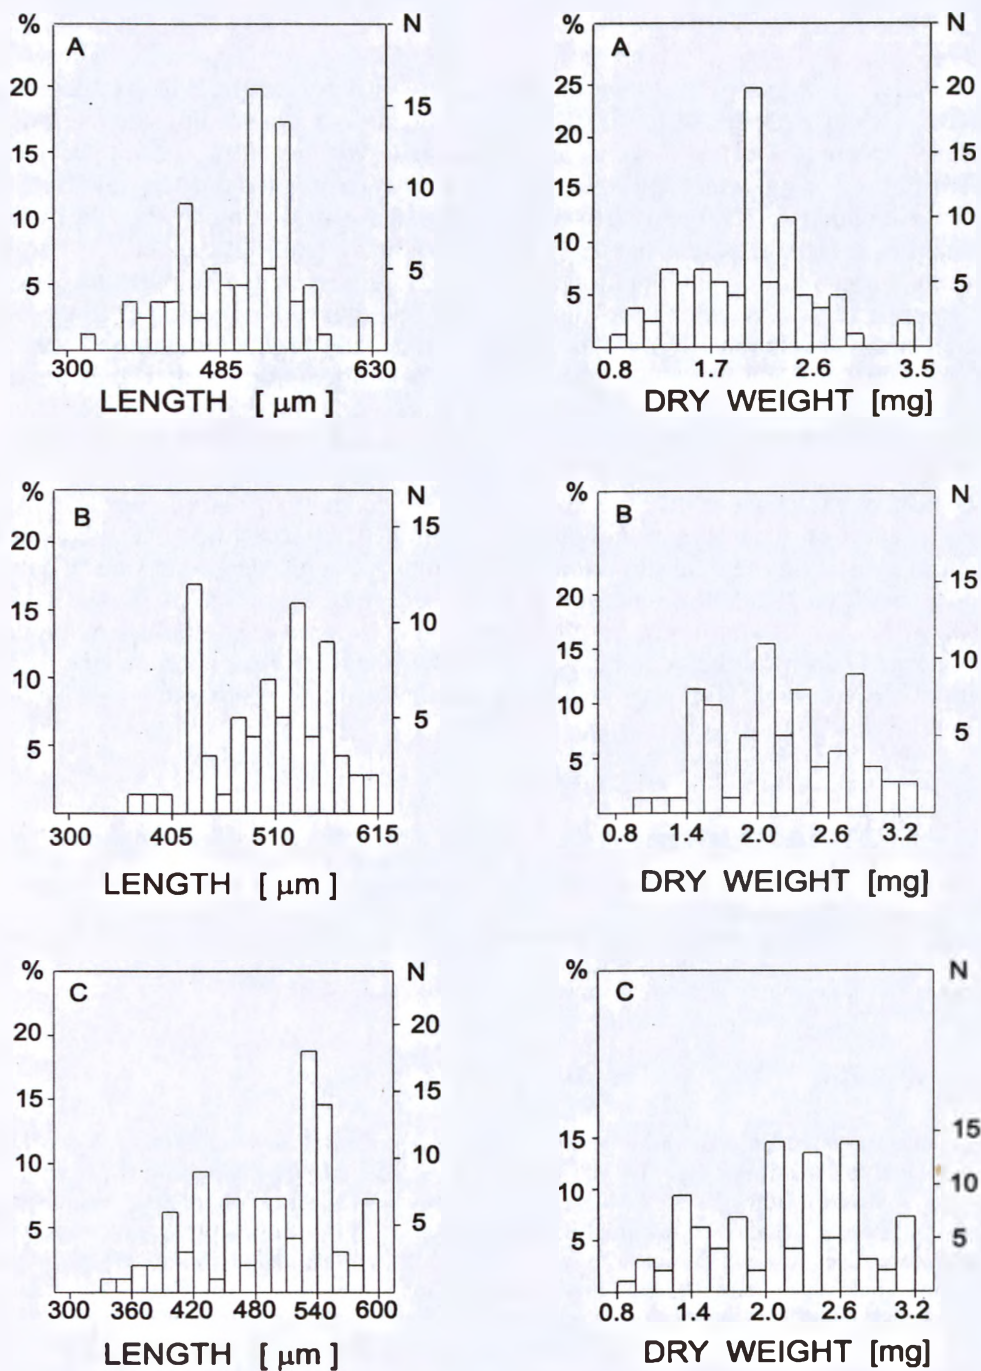 % N % N
A A
25 20
20 15 20 15
15 10 15 10
10 5 10 5
5 5
300 485 630 0.8 1.7 2.6 3.5
LENGTH [ μm ] DRY WEIGHT [mg]
% N % N
B B
20 15 20 15
15 10 15 10
10 5 10 5
5 5
300 405 510 615 0.8 1.4 2.0 2.6 3.2
LENGTH [ μm ] DRY WEIGHT [mg]
% N % N
C C
20 20
15 15 15 15
10 10 10 10
5 5 5 5
300 360 420 480 540 600 0.8 1.4 2.0 2.6 3.2
LENGTH [ μm ] DRY WEIGHT [mg]